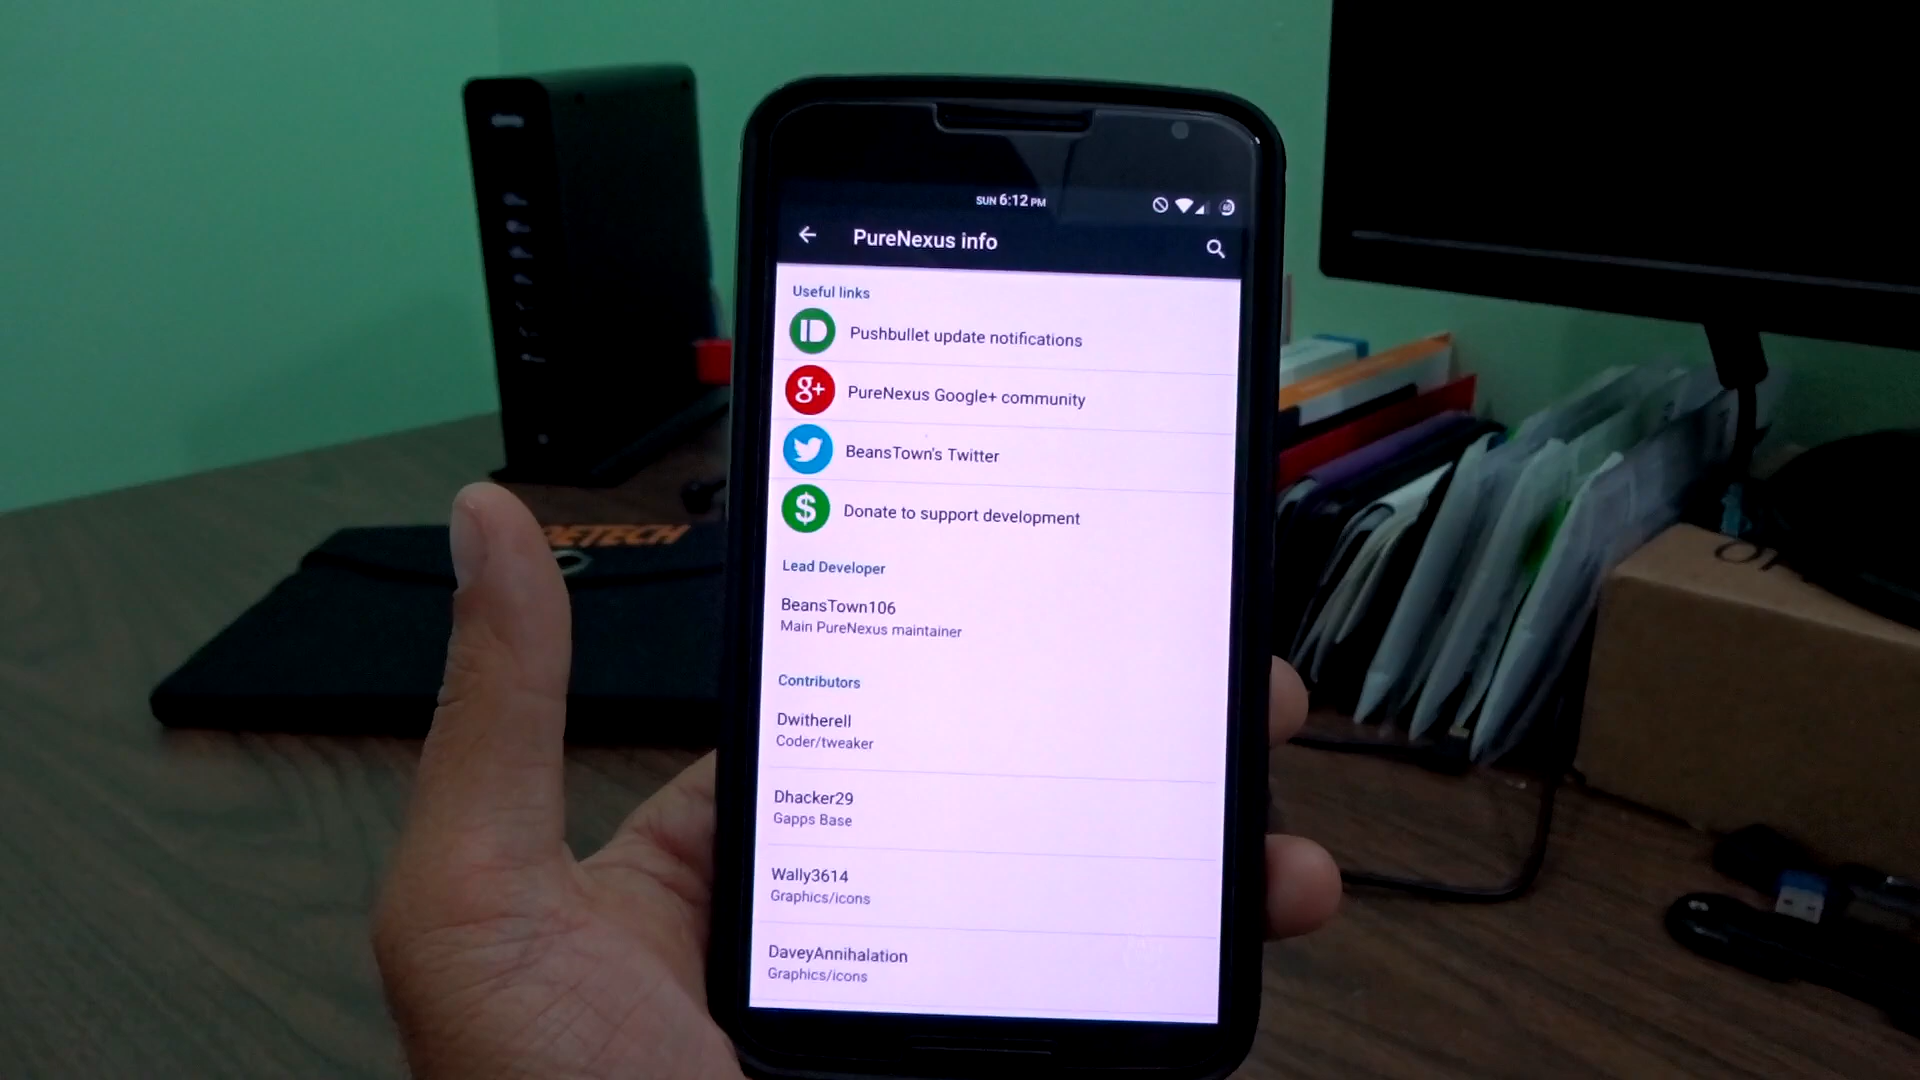 SUN 6:12 PM
60
PureNexus info
Useful links
Pushbullet update notifications
g+ PureNexus Google+ community
BeansTown's Twitter
$ Donate to support development
Lead Developer
BeansTown106
Main PureNexus maintainer
Contributors
Dwitherell
Coder/tweaker
Dhacker29
Gapps Base
Wally3614
Graphics/icons
DaveyAnnihalation
Graphics/icons
ETECH